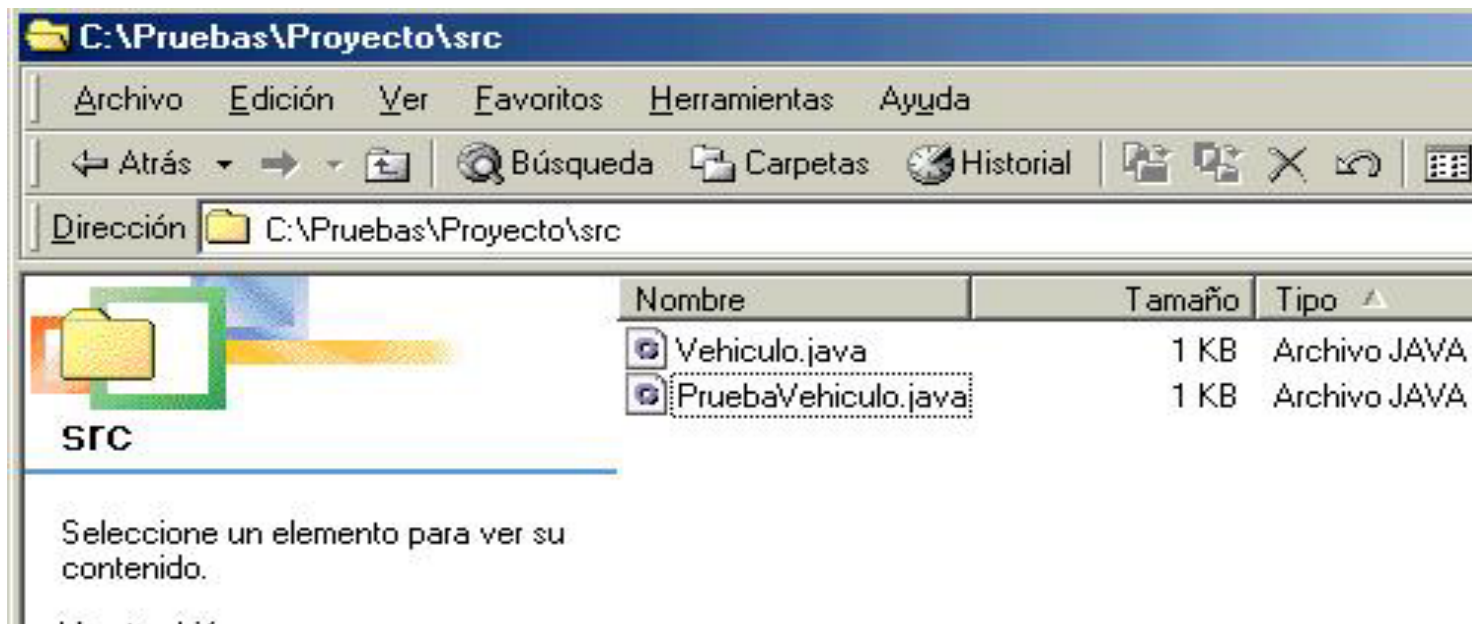 C:\Pruebas\Proyecto\src
Archivo Edición Ver Favoritos Herramientas Ayuda
Atrás Búsqueda Carpetas Historial
Dirección C:\Pruebas\Proyecto\src
Nombre Tamaño Tipo
Vehiculo.java 1 KB Archivo JAVA
PruebaVehiculo.java 1 KB Archivo JAVA
src
Seleccione un elemento para ver su
contenido.